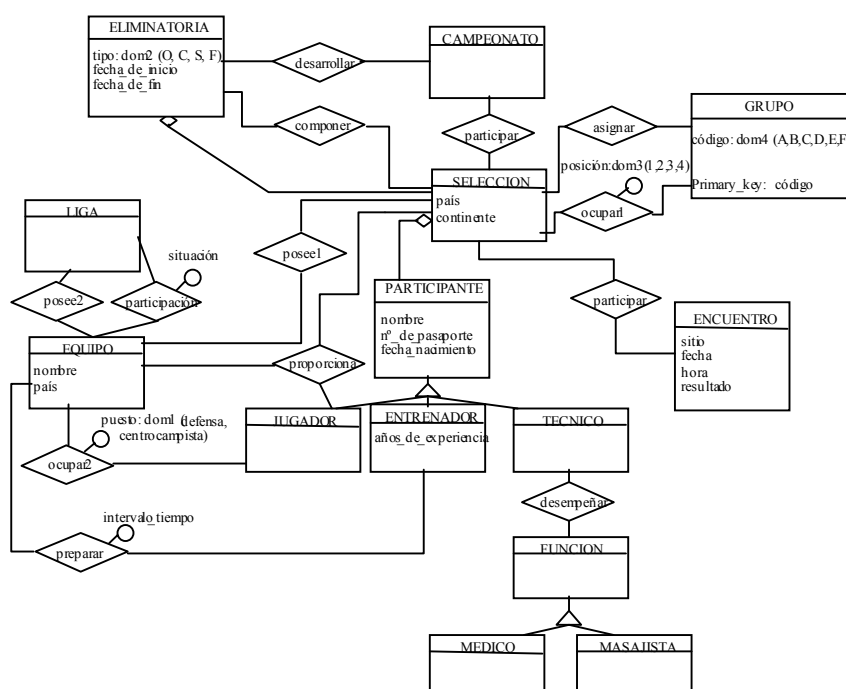 ELIMINATORIA
tipo: dom2 (O, C, S, F)
fecha_de_inicio
fecha_de_fin
desarrollar
CAMPEONATO
componer
participar
asignar
GRUPO
código: dom4 (A,B,C,D,E,F
Primary_key: código
posición:dom3(1,2,3,4)
SELECCION
país
continente
ocupar1
LIGA
situación
posee1
posee2
participación
PARTICIPANTE
nombre
nº_de_pasaporte
fecha_nacimiento
participar
ENCUENTRO
sitio
fecha
hora
resultado
EQUIPO
nombre
país
proporciona
puesto: dom1 (defensa,
centrocampista)
JUGADOR
ENTRENADOR
años_de_experiencia
TECNICO
ocupar2
desempeñar
intervalo_tiempo
preparar
FUNCION
MEDICO
MASAJISTA